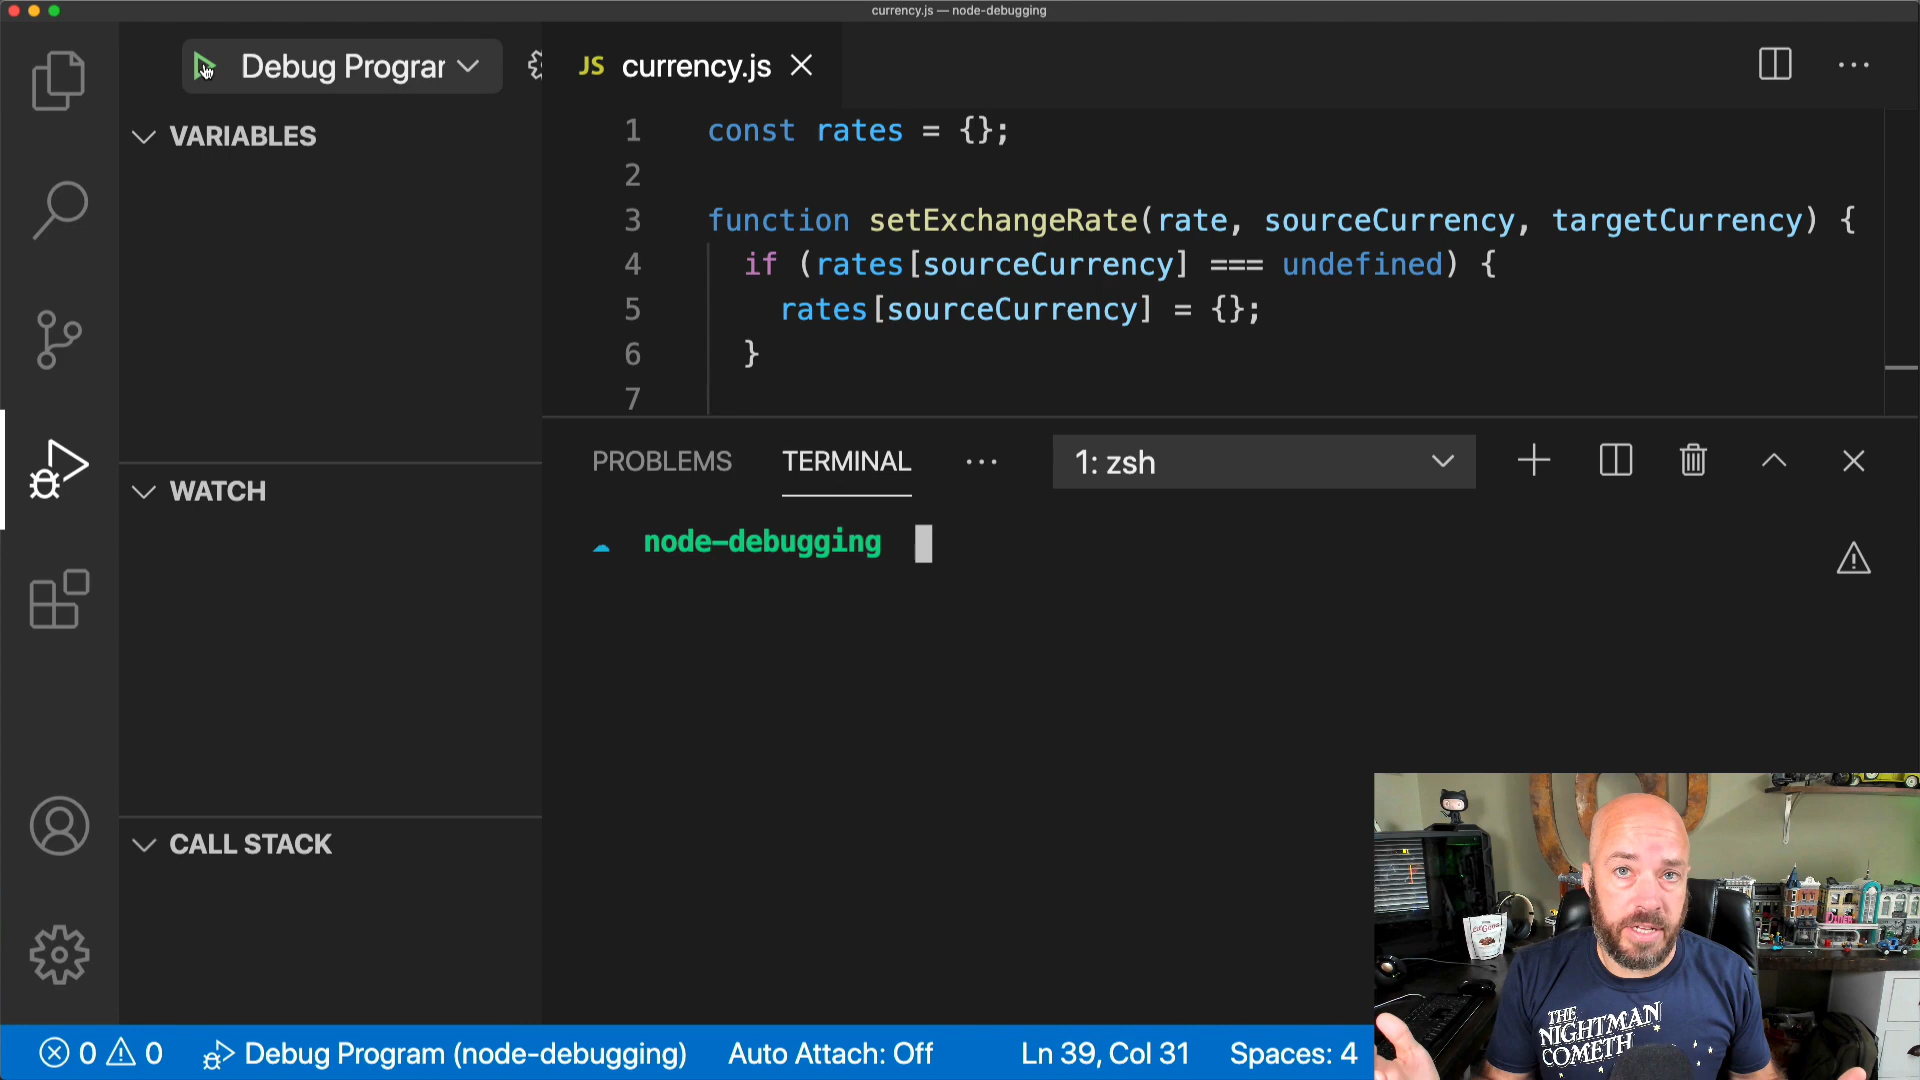 currency.js — node-debugging
Debug Prograr
JS currency.js
VARIABLES
1 const rates = {};
2
3 function setExchangeRate(rate, sourceCurrency, targetCurrency) {
4 if (rates[sourceCurrency] === undefined) {
5 rates[sourceCurrency] = {};
6 }
7
PROBLEMS TERMINAL ··· 1: zsh
WATCH
node-debugging
CALL STACK
DINER
THE
NIGHTMAN
COMETH
0 0 Debug Program (node-debugging) Auto Attach: Off Ln 39, Col 31 Spaces: 4